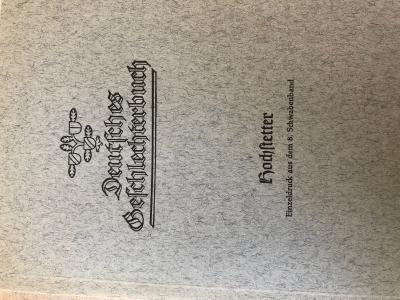 Deutsches
Geschlechterbuch
Hochstetter
Einzeldruck aus dem 8. Schwabenband